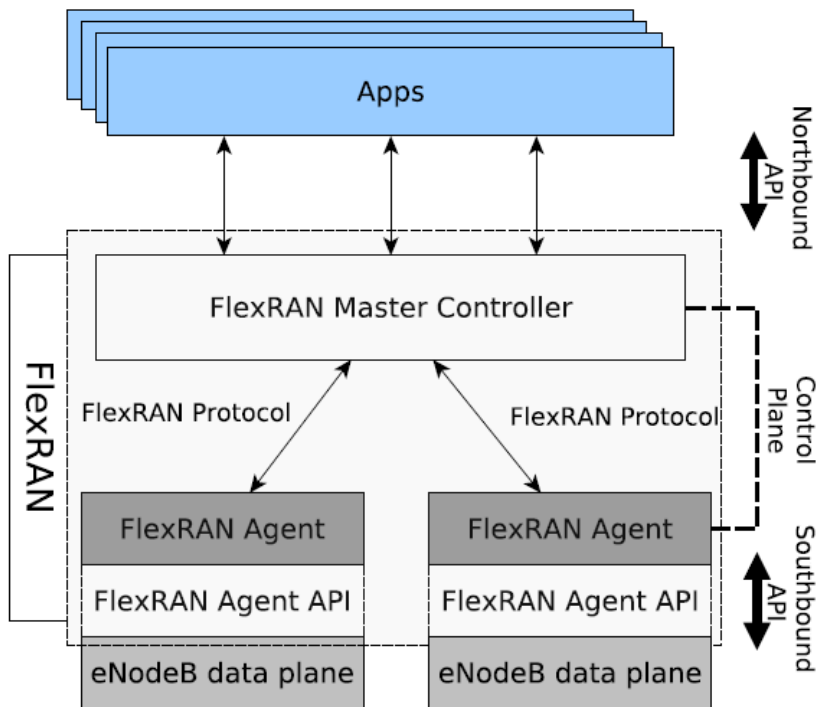 Apps
Northbound
API
FlexRAN Master Controller
FlexRAN
FlexRAN Protocol
FlexRAN Protocol
Control
Plane
FlexRAN Agent
FlexRAN Agent
FlexRAN Agent API
FlexRAN Agent API
Southbound
API
eNodeB data plane
eNodeB data plane